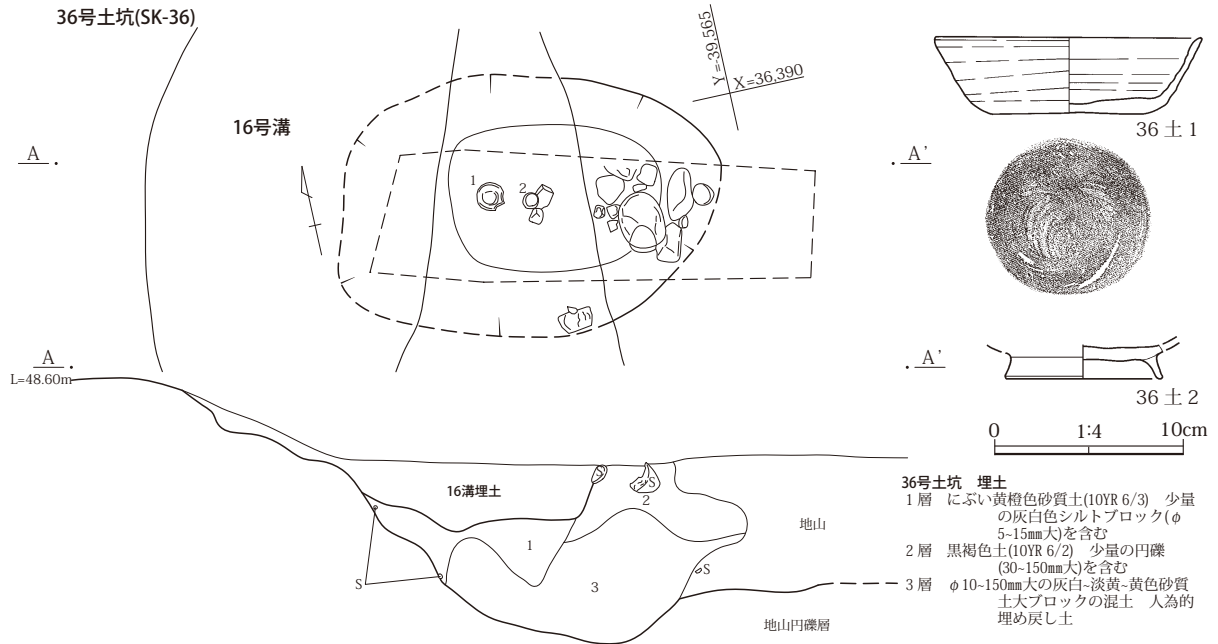 36号土坑(SK-36)
Y=-39,565
X=36,390
16号溝
A
A'
1
2
36 土 1
A
A'
L=48.60m
36 土 2
0
1:4
10cm
16溝埋土
S
S
2
地山
1
3
S
S
地山円礫層
36号土坑 埋土
1 層 にぶい黄橙色砂質土(10YR 6/3) 少量
の灰白色シルトブロック(φ
5~15㎜大)を含む
2 層 黒褐色土(10YR 6/2) 少量の円礫
(30~150㎜大)を含む
3 層 φ10~150㎜大の灰白~淡黄~黄色砂質
土大ブロックの混土 人為的
埋め戻し土